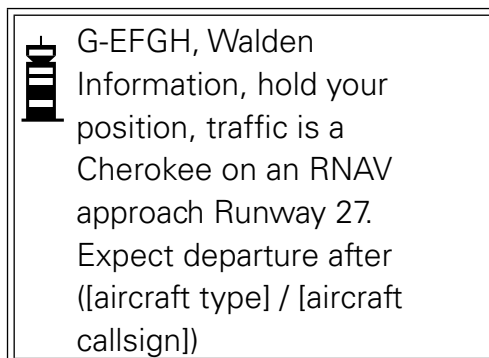 G-EFGH, Walden
Information, hold your
position, traffic is a
Cherokee on an RNAV
approach Runway 27.
Expect departure after
([aircraft type] / [aircraft
callsign])